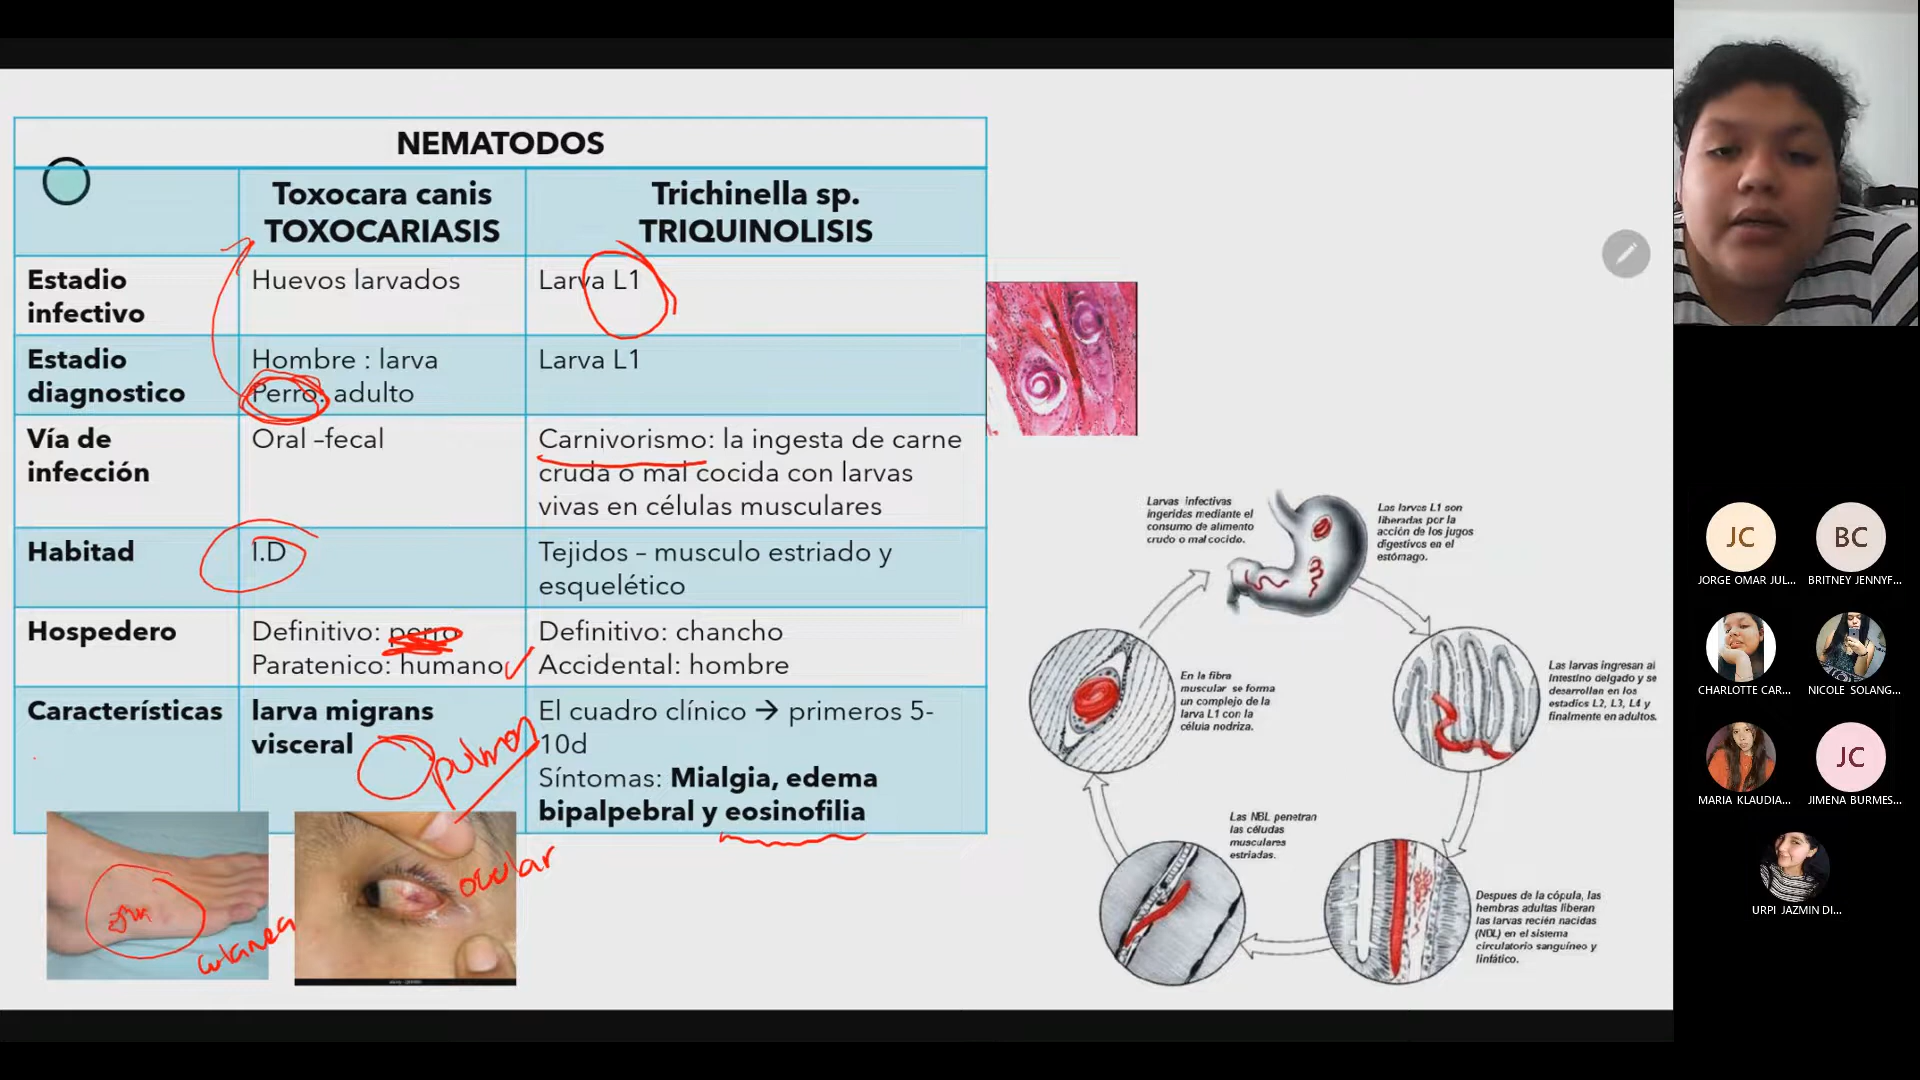 NEMATODOS
Toxocara canis
TOXOCARIASIS
Trichinella sp.
TRIQUINOLISIS
Estadio
infectivo
Huevos larvados
Larva L1
Estadio
diagnostico
Hombre : larva
Perro: adulto
Larva L1
Vía de
infección
Oral –fecal
Carnivorismo: la ingesta de carne
cruda o mal cocida con larvas
vivas en células musculares
Habitad
I.D
Tejidos – musculo estriado y
esquelético
Hospedero
Definitivo: perro
Paratenico: humano
Definitivo: chancho
Accidental: hombre
Características
larva migrans
visceral
pulmon
El cuadro clínico → primeros 5-
10d
Síntomas: Mialgia, edema
bipalpebral y eosinofilia
cutanea
ocular
Larvas infectivas
ingeridas mediante el
consumo de alimento
crudo o mal cocido.
Las larvas L1 son
liberadas por la
acción de los jugos
digestivos en el
estómago.
Las larvas ingresan al
intestino delgado y se
desarrollan en los
estadios L2, L3, L4 y
finalmente en adultos.
Despues de la cópula, las
hembras adultas liberan
las larvas recién nacidas
(NBL) en el sistema
circulatorio sanguíneo y
linfático.
Las NBL penetran
las células
musculares
estriadas.
En la fibra
muscular se forma
un complejo de la
larva L1 con la
célula nodriza.
JC
JORGE OMAR JUL...
BC
BRITNEY JENNYF...
CHARLOTTE CAR...
NICOLE SOLANG...
MARIA KLAUDIA...
JC
JIMENA BURMES...
URPI JAZMIN DI...